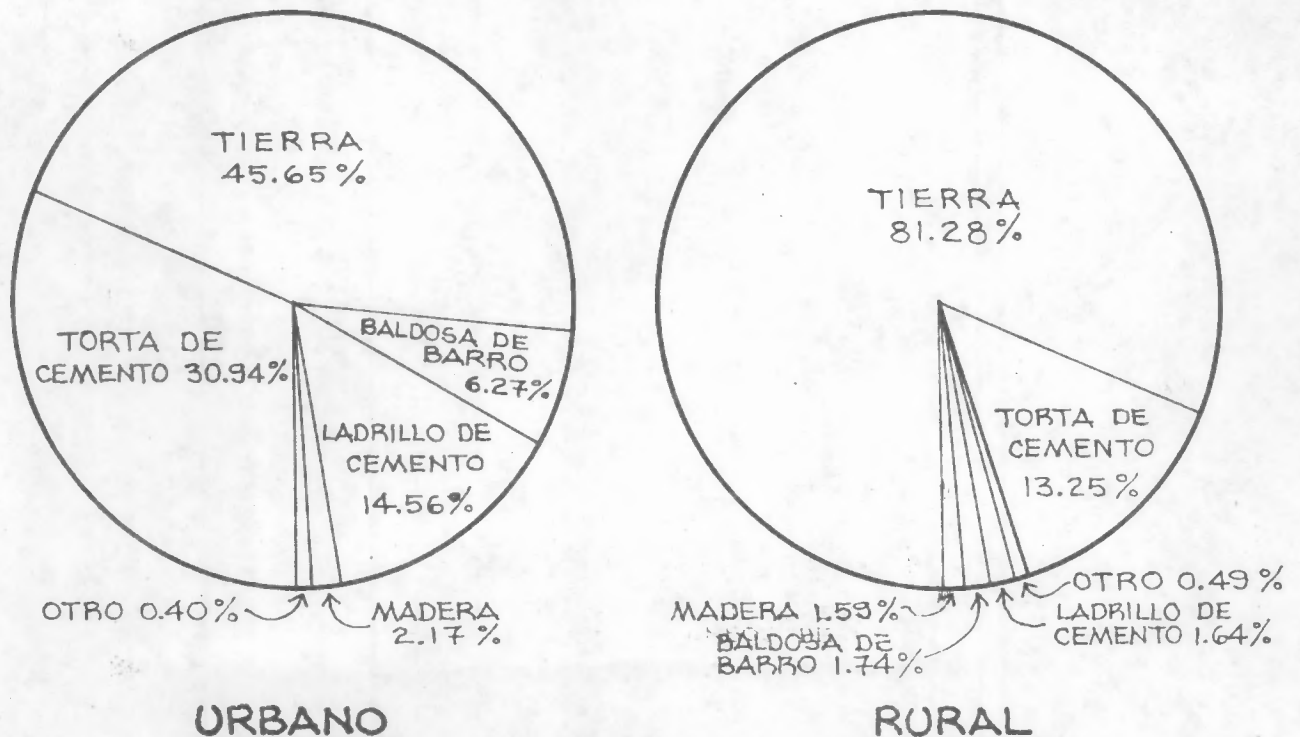 TIERRA
45.65%
BALDOSA DE
BARRO
6.27%
TORTA DE
CEMENTO 30.94%
LADRILLO DE
CEMENTO
14.56%
OTRO 0.40%
MADERA
2.17%
URBANO
TIERRA
81.28%
TORTA DE
CEMENTO
13.25%
OTRO 0.49%
MADERA 1.59%
LADRILLO DE
CEMENTO 1.64%
BALDOSA DE
BARRO 1.74%
RURAL